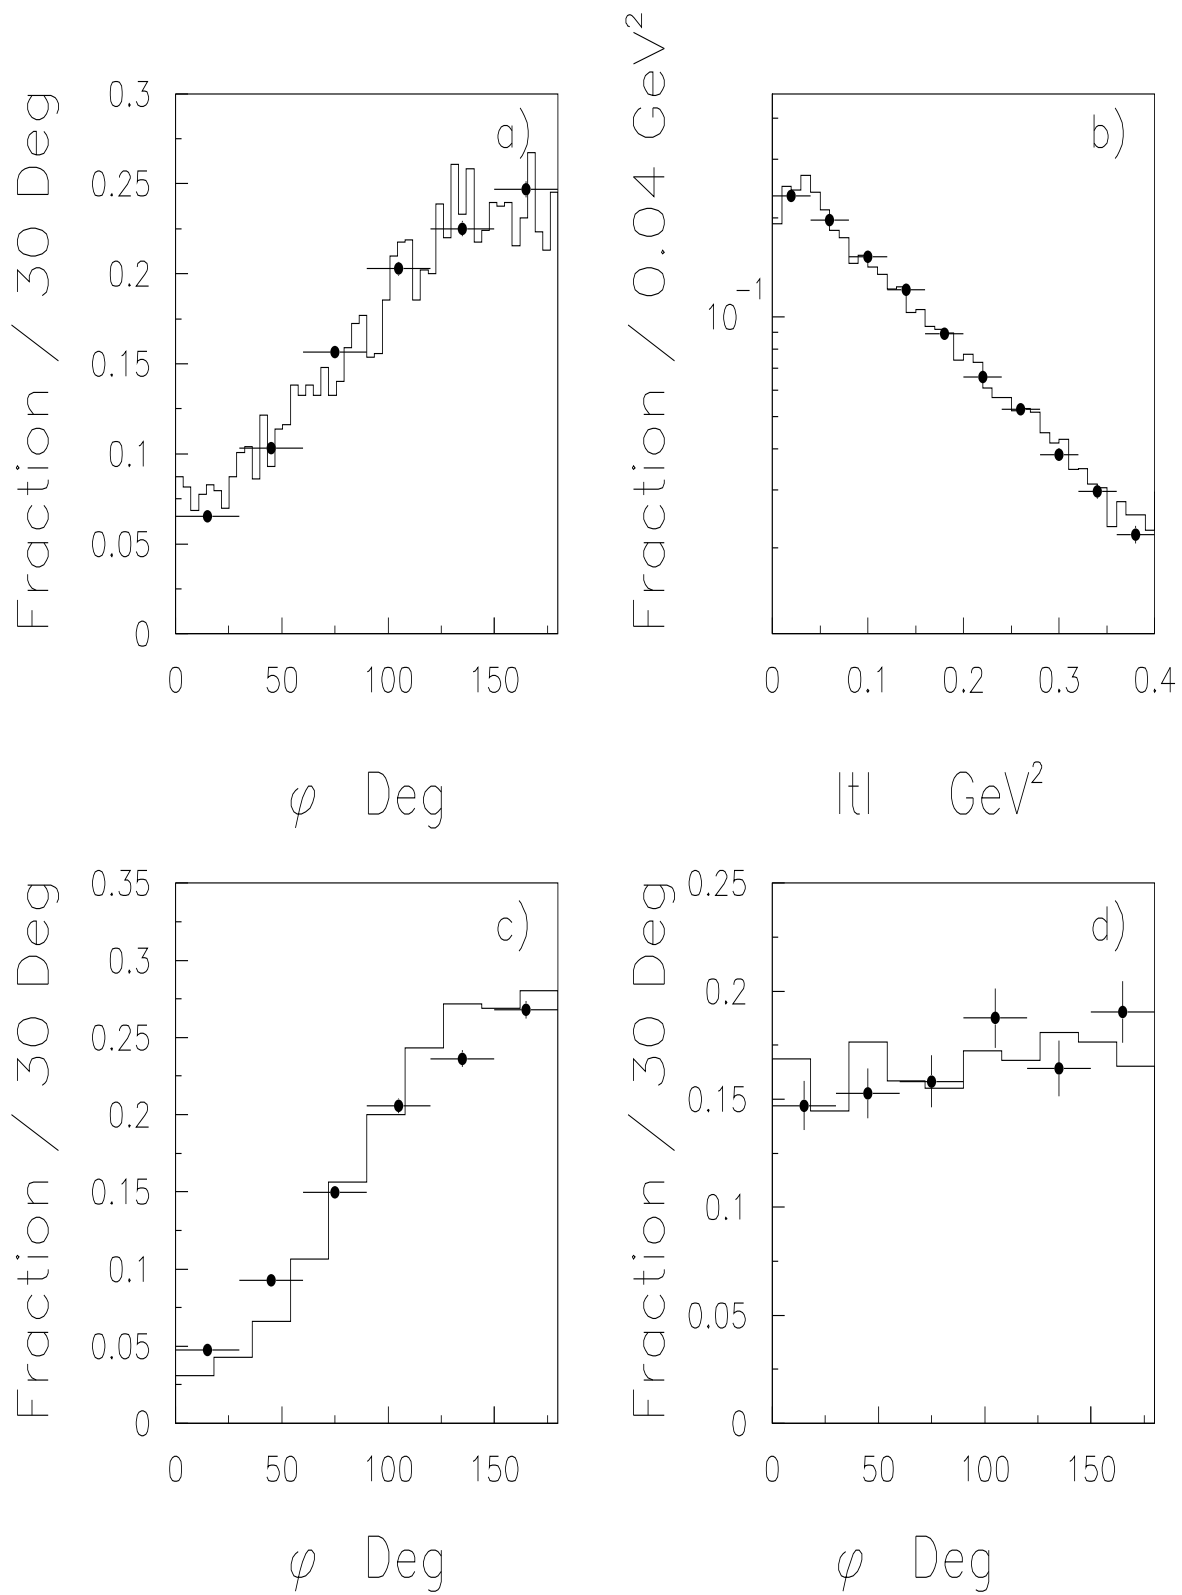 Fraction / 30 Deg
0.3
0.25
0.2
0.15
0.1
0.05
0
a)
0 50 100 150
φ Deg
Fraction / 0.04 GeV²
10⁻¹
b)
0 0.1 0.2 0.3 0.4
|t| GeV²
Fraction / 30 Deg
0.35
0.3
0.25
0.2
0.15
0.1
0.05
0
c)
0 50 100 150
φ Deg
Fraction / 30 Deg
0.25
0.2
0.15
0.1
0.05
0
d)
0 50 100 150
φ Deg